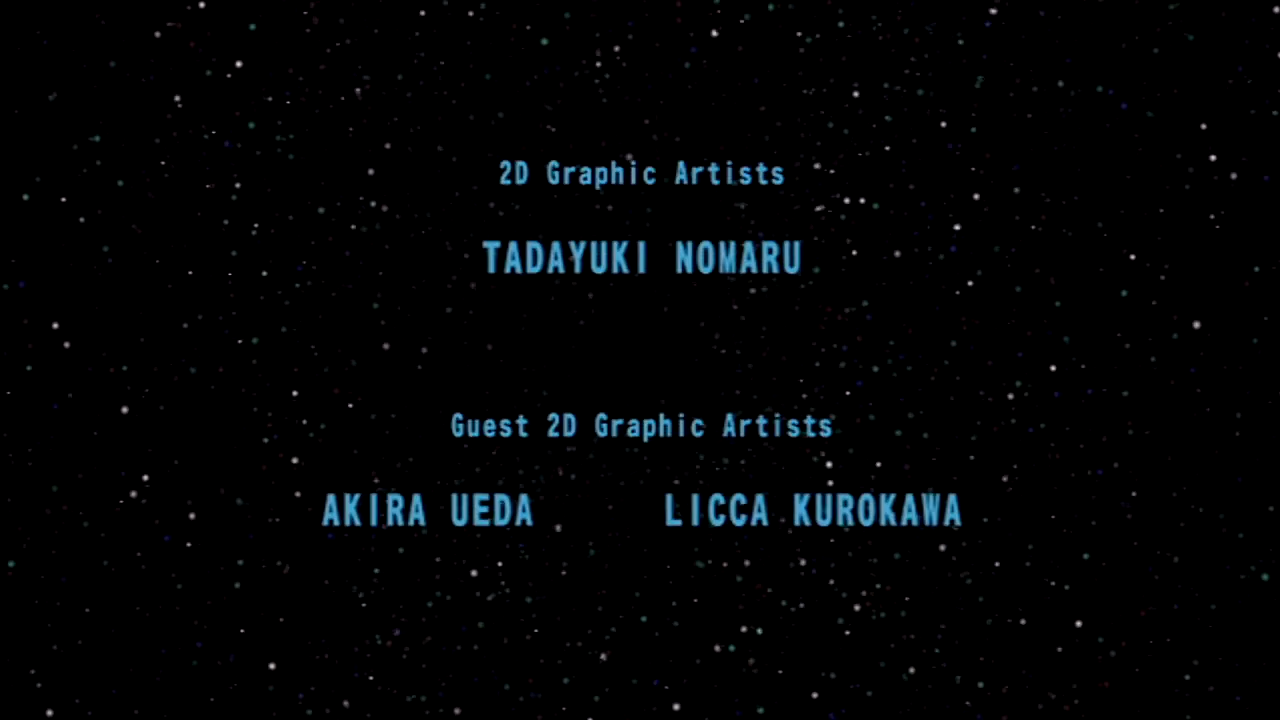 2D Graphic Artists
TADAYUKI NOMARU
Guest 2D Graphic Artists
AKIRA UEDA LICCA KUROKAWA